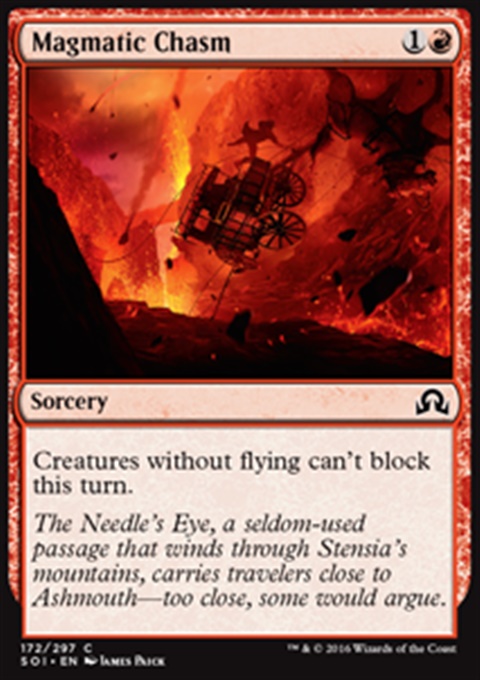 Magmatic Chasm 1
Sorcery
Creatures without flying can't block
this turn.
The Needle's Eye, a seldom-used
passage that winds through Stensia's
mountains, carries travelers close to
Ashmouth—too close, some would argue.
172/297 C
SOI • EN James Paick
™ & © 2016 Wizards of the Coast